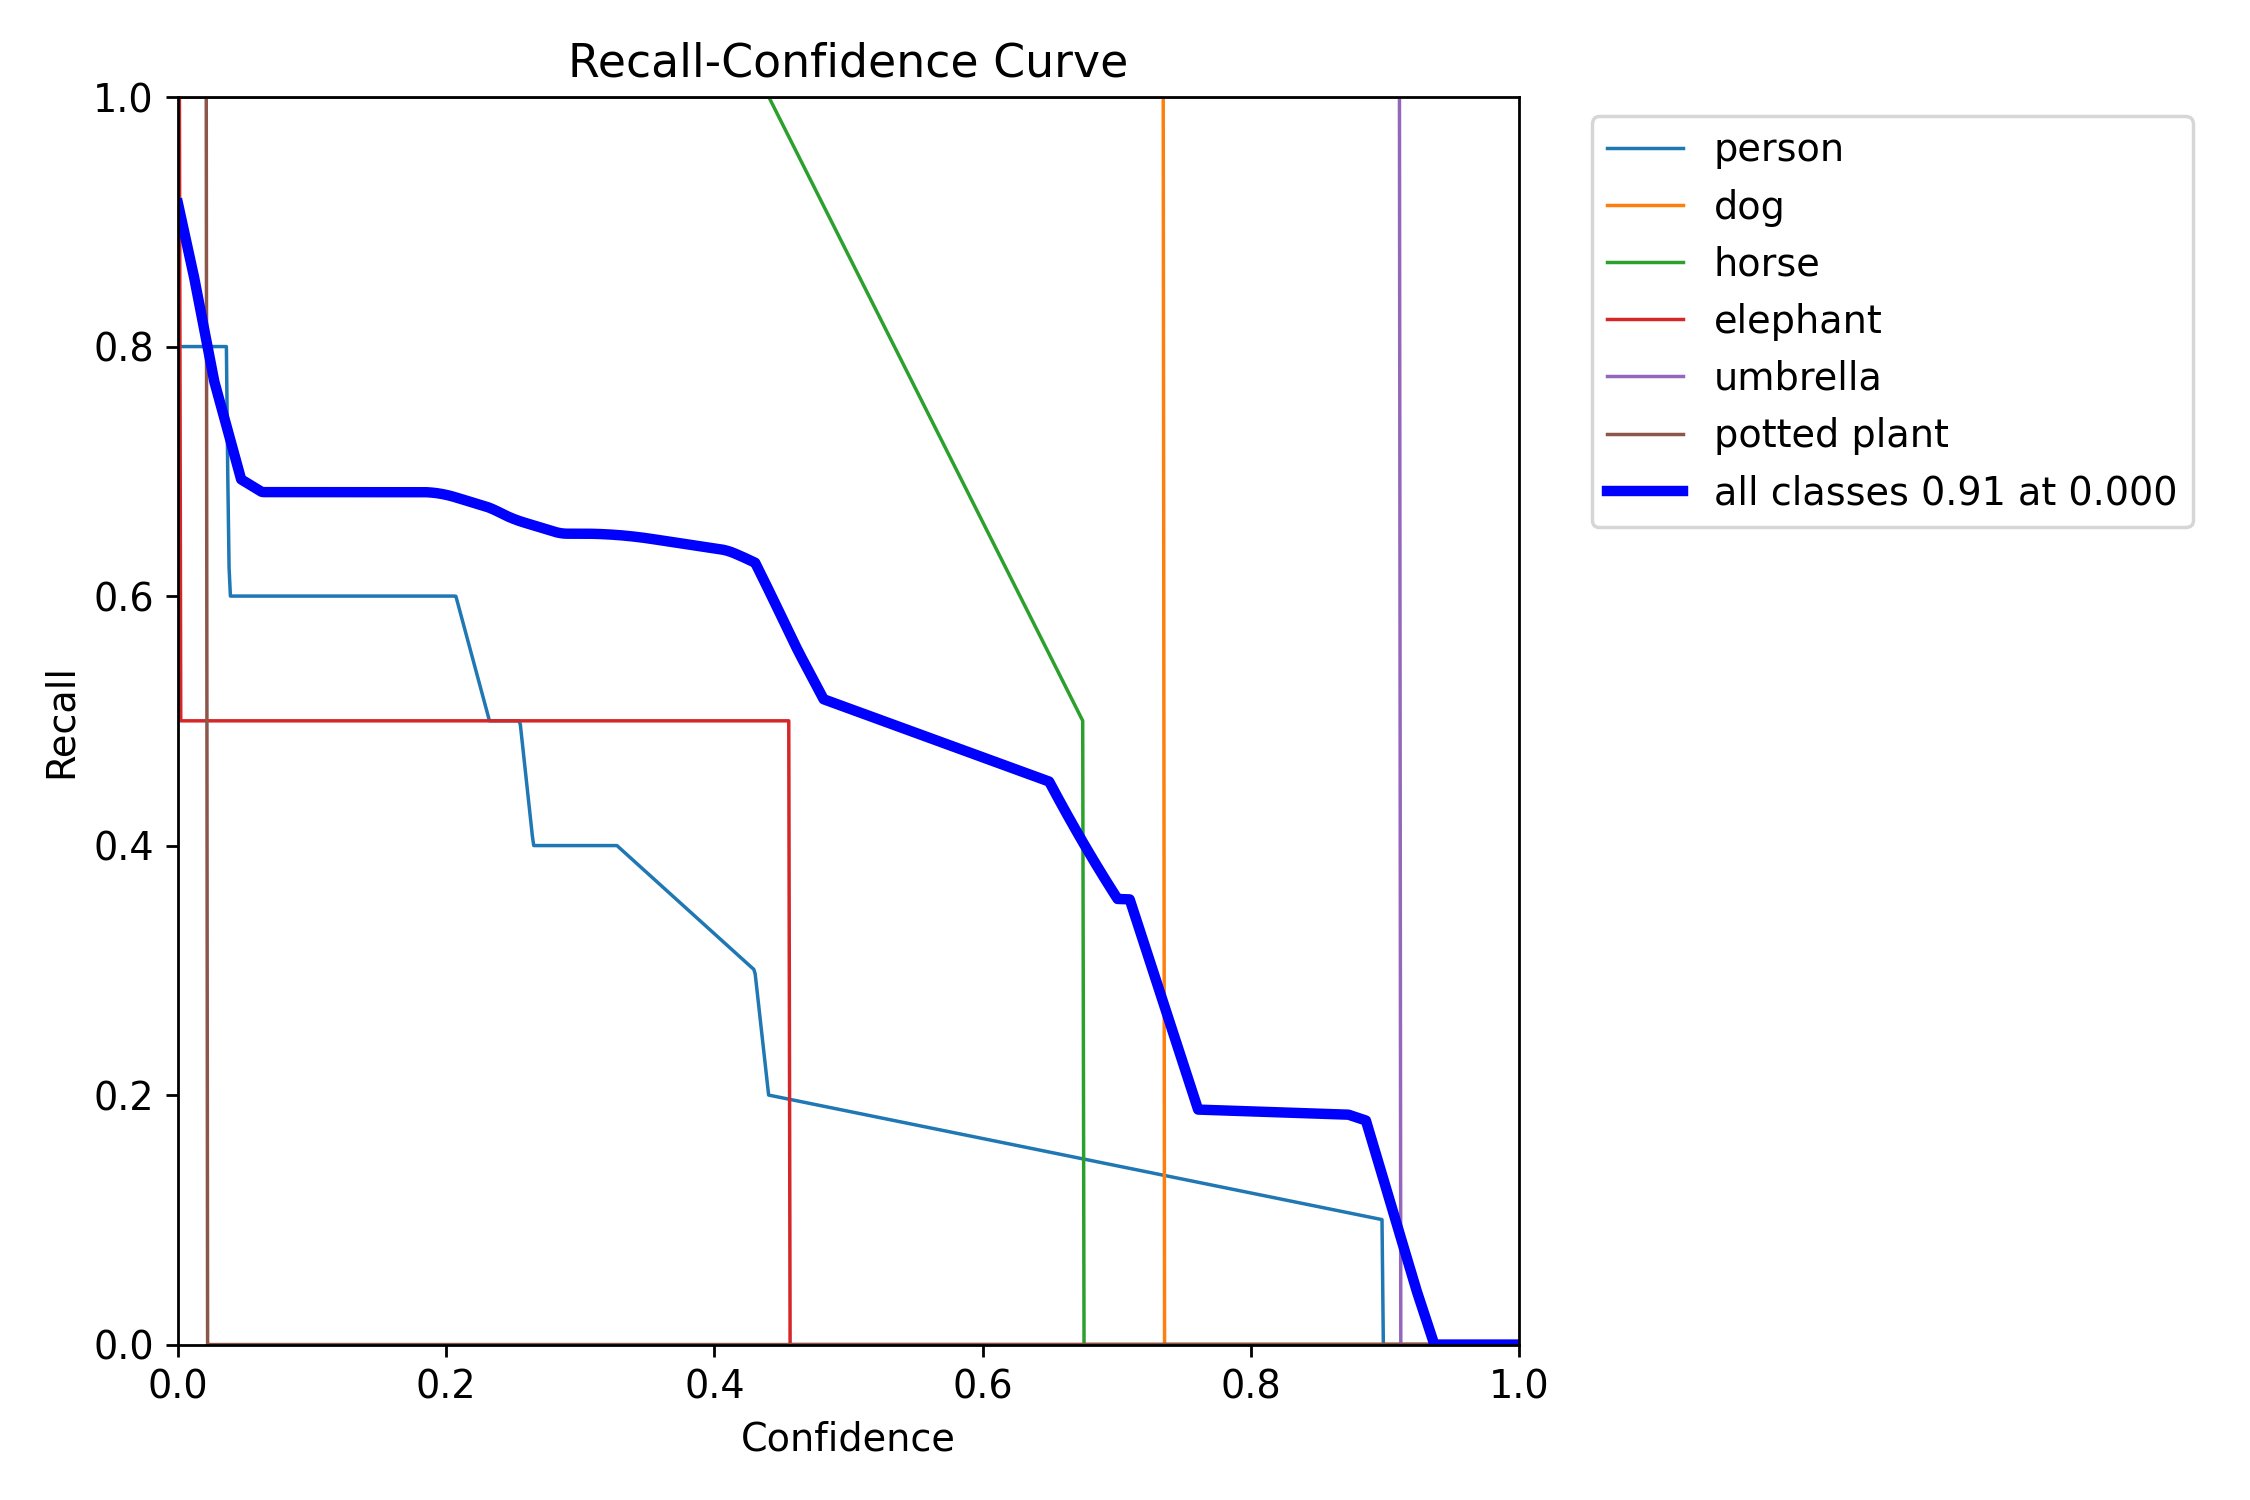 Recall-Confidence Curve
1.0
0.8
0.6
0.4
0.2
0.0
Recall
0.0 0.2 0.4 0.6 0.8 1.0
Confidence
person
dog
horse
elephant
umbrella
potted plant
all classes 0.91 at 0.000